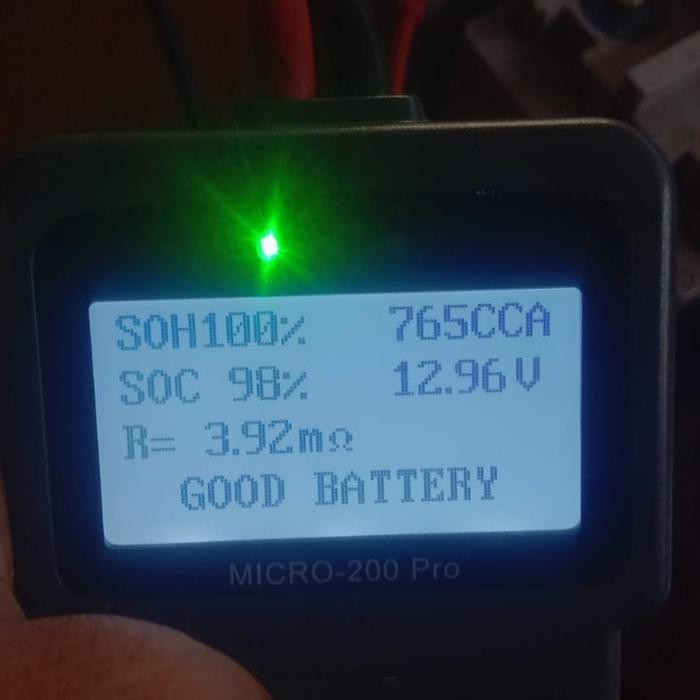 SOH100% 765CCA
SOC 98% 12.96V
R= 3.92mΩ
GOOD BATTERY
MICRO-200 Pro